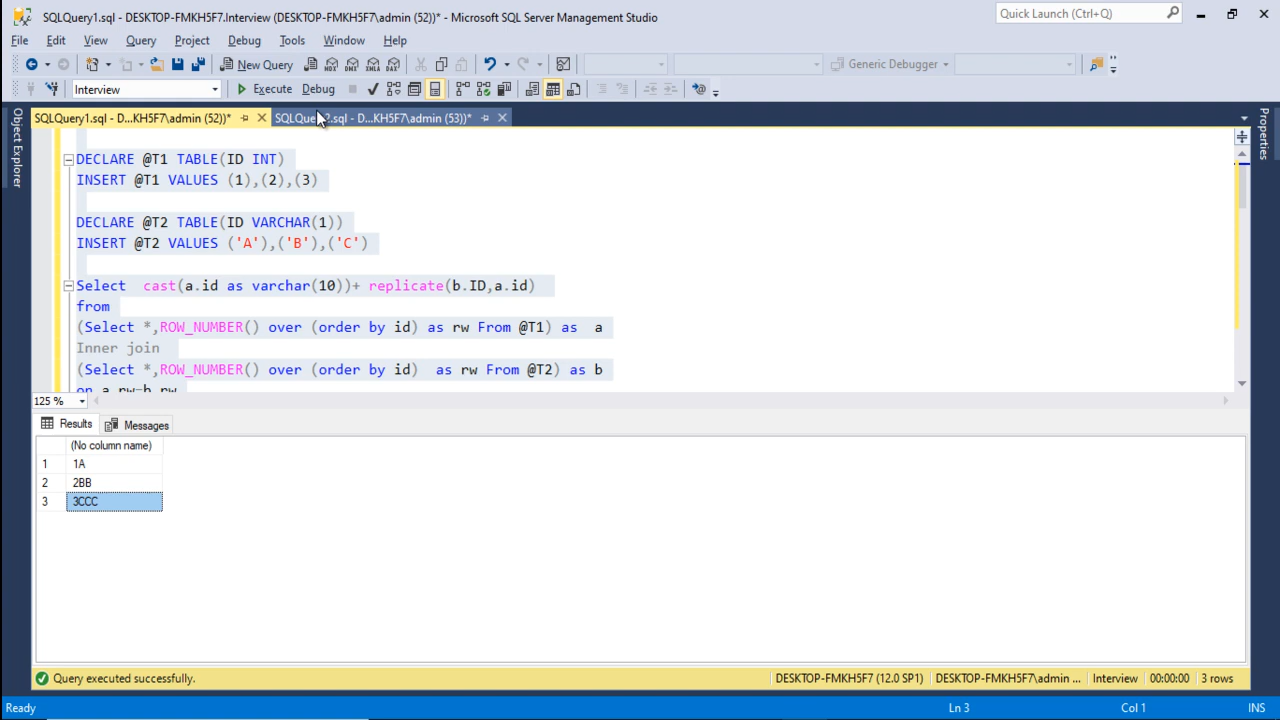 SQLQuery1.sql - DESKTOP-FMKH5F7.Interview (DESKTOP-FMKH5F7\admin (52))* - Microsoft SQL Server Management Studio
Quick Launch (Ctrl+Q)
File Edit View Query Project Debug Tools Window Help
New Query
Generic Debugger
Interview
Execute Debug
SQLQuery1.sql - D...KH5F7\admin (52))*
.sql - D...KH5F7\admin (53))*
Object Explorer
Properties
DECLARE @T1 TABLE(ID INT)
INSERT @T1 VALUES (1),(2),(3)
DECLARE @T2 TABLE(ID VARCHAR(1))
INSERT @T2 VALUES ('A'),('B'),('C')
Select cast(a.id as varchar(10))+ replicate(b.ID,a.id)
from
(Select *,ROW_NUMBER() over (order by id) as rw From @T1) as a
Inner join
(Select *,ROW_NUMBER() over (order by id) as rw From @T2) as b
on a.rw=b.rw
125 %
Results Messages
(No column name)
1 1A
2 2BB
3 3CCC
Query executed successfully.
DESKTOP-FMKH5F7 (12.0 SP1) DESKTOP-FMKH5F7\admin ... Interview 00:00:00 3 rows
Ready
Ln 3
Col 1
INS